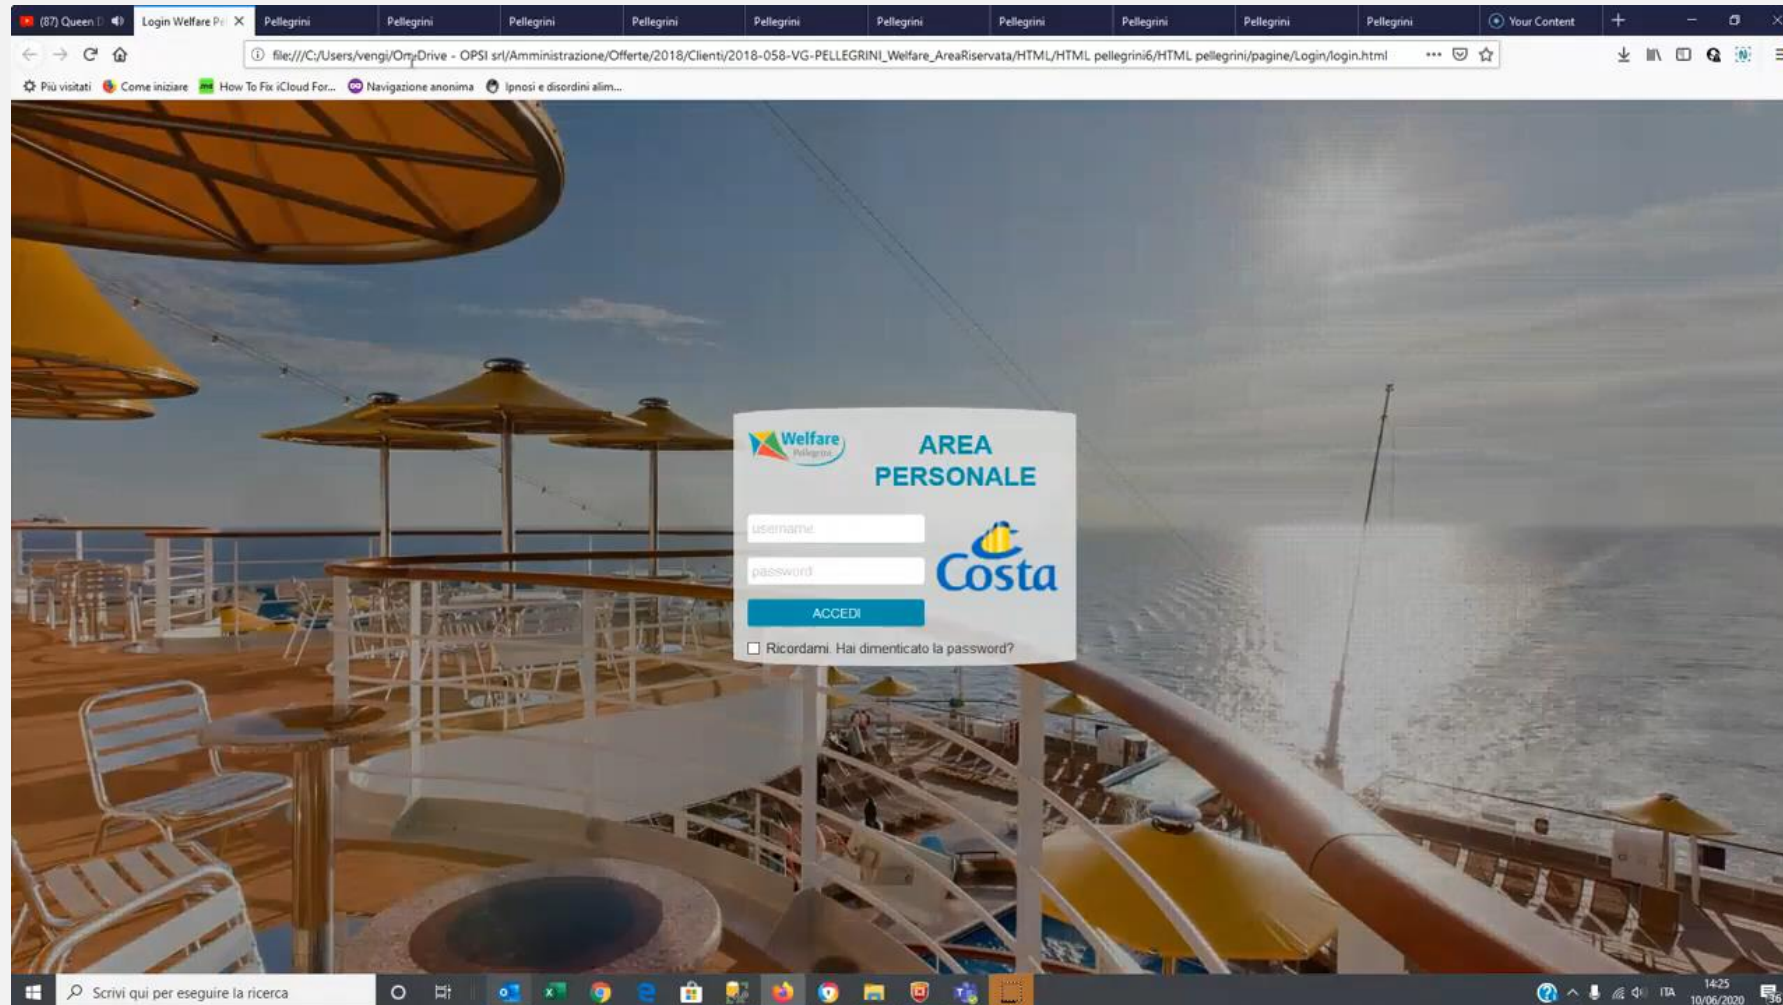 (87) Queen
Login Welfare Pe
Pellegrini
Pellegrini
Pellegrini
Pellegrini
Pellegrini
Pellegrini
Pellegrini
Pellegrini
Pellegrini
Pellegrini
Your Content
file:///C:/Users/vengi/OneDrive - OPSI srl/Amministrazione/Offerte/2018/Clienti/2018-058-VG-PELLEGRINI_Welfare_AreaRiservata/HTML/HTML pellegrini6/HTML pellegrini/pagine/Login/login.html
Più visitati
Come iniziare
How To Fix iCloud For...
Navigazione anonima
Ipnosi e disordini alim...
Welfare
Pellegrini
AREA
PERSONALE
username
password
Costa
ACCEDI
Ricordami. Hai dimenticato la password?
Scrivi qui per eseguire la ricerca
ITA
14:25
10/06/2020